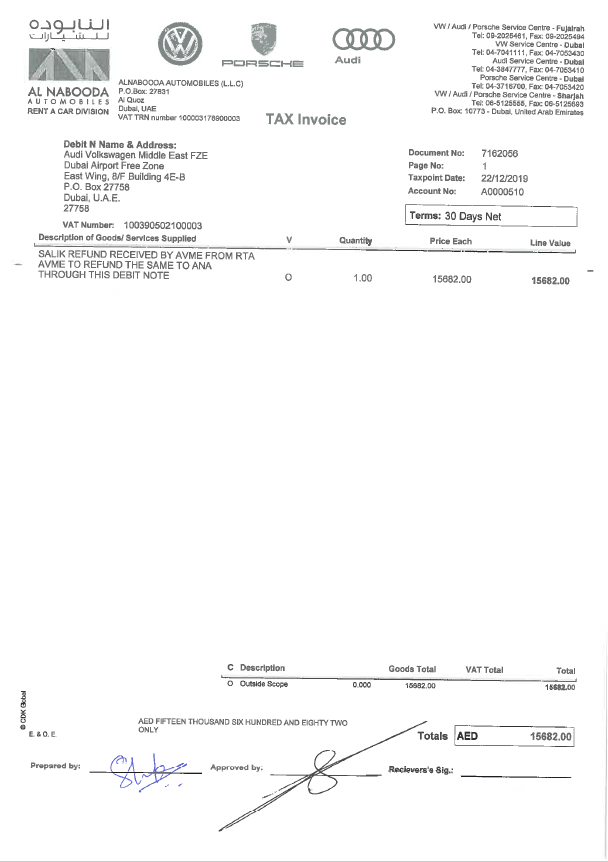 النابوده
للسيارات
AL NABOODA
AUTOMOBILES
RENT A CAR DIVISION
PORSCHE
Audi
ALNABOODA AUTOMOBILES (L.L.C)
P.O.Box: 27831
Al Quoz
Dubai, UAE
VAT TRN number 100003178900003
VW / Audi / Porsche Service Centre - Fujairah
Tel: 09-2025461, Fax: 09-2025494
VW Service Centre - Dubai
Tel: 04-7041111, Fax: 04-7053430
Audi Service Centre - Dubai
Tel: 04-3847777, Fax: 04-7053410
Porsche Service Centre - Dubai
Tel: 04-3716700, Fax: 04-7053420
VW / Audi / Porsche Service Centre - Sharjah
Tel: 06-5125555, Fax: 06-5125693
P.O. Box: 10773 - Dubai, United Arab Emirates
TAX Invoice
Debit N Name & Address:
Audi Volkswagen Middle East FZE
Dubai Airport Free Zone
East Wing, 8/F Building 4E-B
P.O. Box 27758
Dubai, U.A.E.
27758
VAT Number: 100390502100003
Document No: 7162056
Page No: 1
Taxpoint Date: 22/12/2019
Account No: A0000510
Terms: 30 Days Net
Description of Goods/ Services Supplied V Quantity Price Each Line Value
SALIK REFUND RECEIVED BY AVME FROM RTA
AVME TO REFUND THE SAME TO ANA
THROUGH THIS DEBIT NOTE O 1.00 15682.00 15682.00
C Description Goods Total VAT Total Total
O Outside Scope 0.000 15682.00 15682.00
© CDK Global
E. & O. E.
AED FIFTEEN THOUSAND SIX HUNDRED AND EIGHTY TWO
ONLY
Totals AED 15682.00
Prepared by: Approved by: Recievers's Sig.: